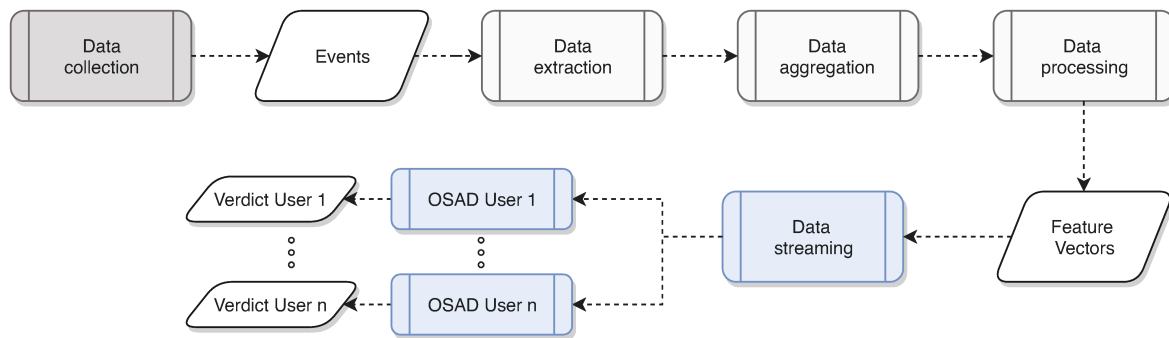 Data
collection
Events
Data
extraction
Data
aggregation
Data
processing
Verdict User 1
OSAD User 1
Data
streaming
Feature
Vectors
Verdict User n
OSAD User n